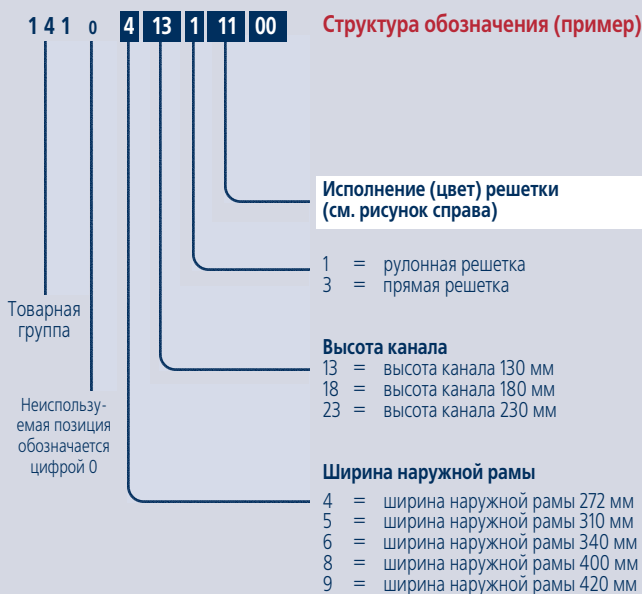 141 0 4 13 1 11 00 Структура обозначения (пример)
Исполнение (цвет) решетки
(см. рисунок справа)
1 = рулонная решетка
3 = прямая решетка
Товарная
группа
Высота канала
13 = высота канала 130 мм
18 = высота канала 180 мм
23 = высота канала 230 мм
Неиспользу-
емая позиция
обозначается
цифрой 0
Ширина наружной рамы
4 = ширина наружной рамы 272 мм
5 = ширина наружной рамы 310 мм
6 = ширина наружной рамы 340 мм
8 = ширина наружной рамы 400 мм
9 = ширина наружной рамы 420 мм